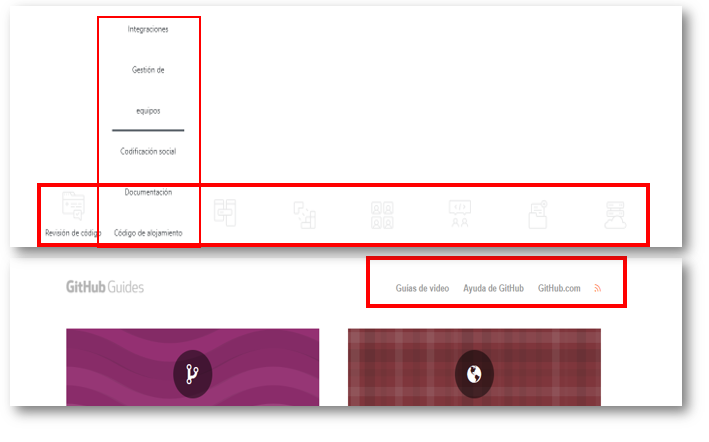 Integraciones
Gestión de
equipos
Codificación social
Documentación
Revisión de código
Código de alojamiento
GitHub Guides
Guías de video
Ayuda de GitHub
GitHub.com